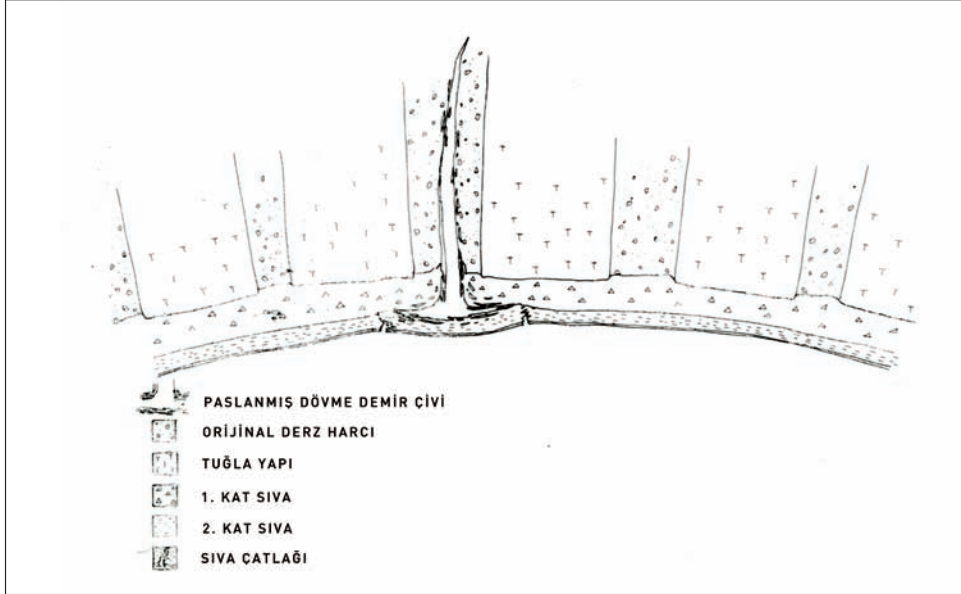 PASLANMIŞ DÖVME DEMİR ÇİVİ
ORİJİNAL DERZ HARCI
TUĞLA YAPI
1. KAT SIVA
2. KAT SIVA
SIVA ÇATLAĞI